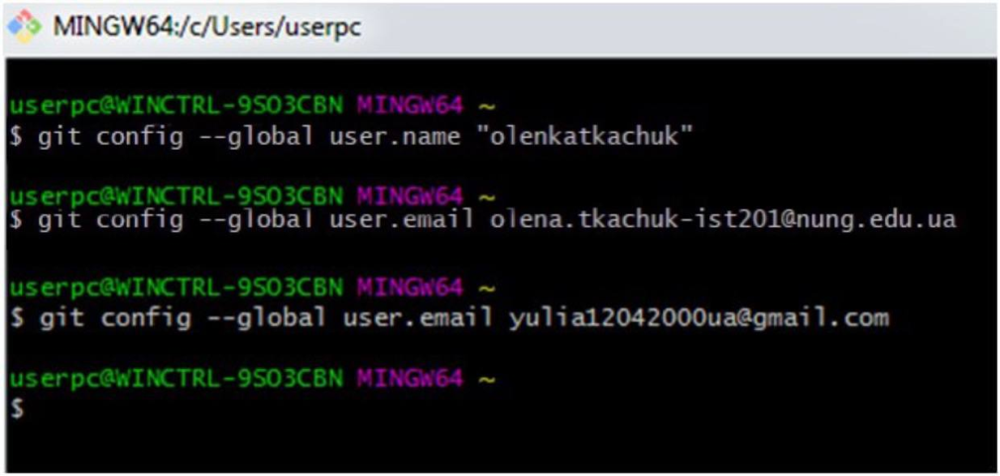 MINGW64:/c/Users/userpc
userpc@WINCTRL-9SO3CBN MINGW64 ~
$ git config --global user.name "olenkatkachuk"
userpc@WINCTRL-9SO3CBN MINGW64 ~
$ git config --global user.email olena.tkachuk-ist201@nung.edu.ua
userpc@WINCTRL-9SO3CBN MINGW64 ~
$ git config --global user.email yulia12042000ua@gmail.com
userpc@WINCTRL-9SO3CBN MINGW64 ~
$